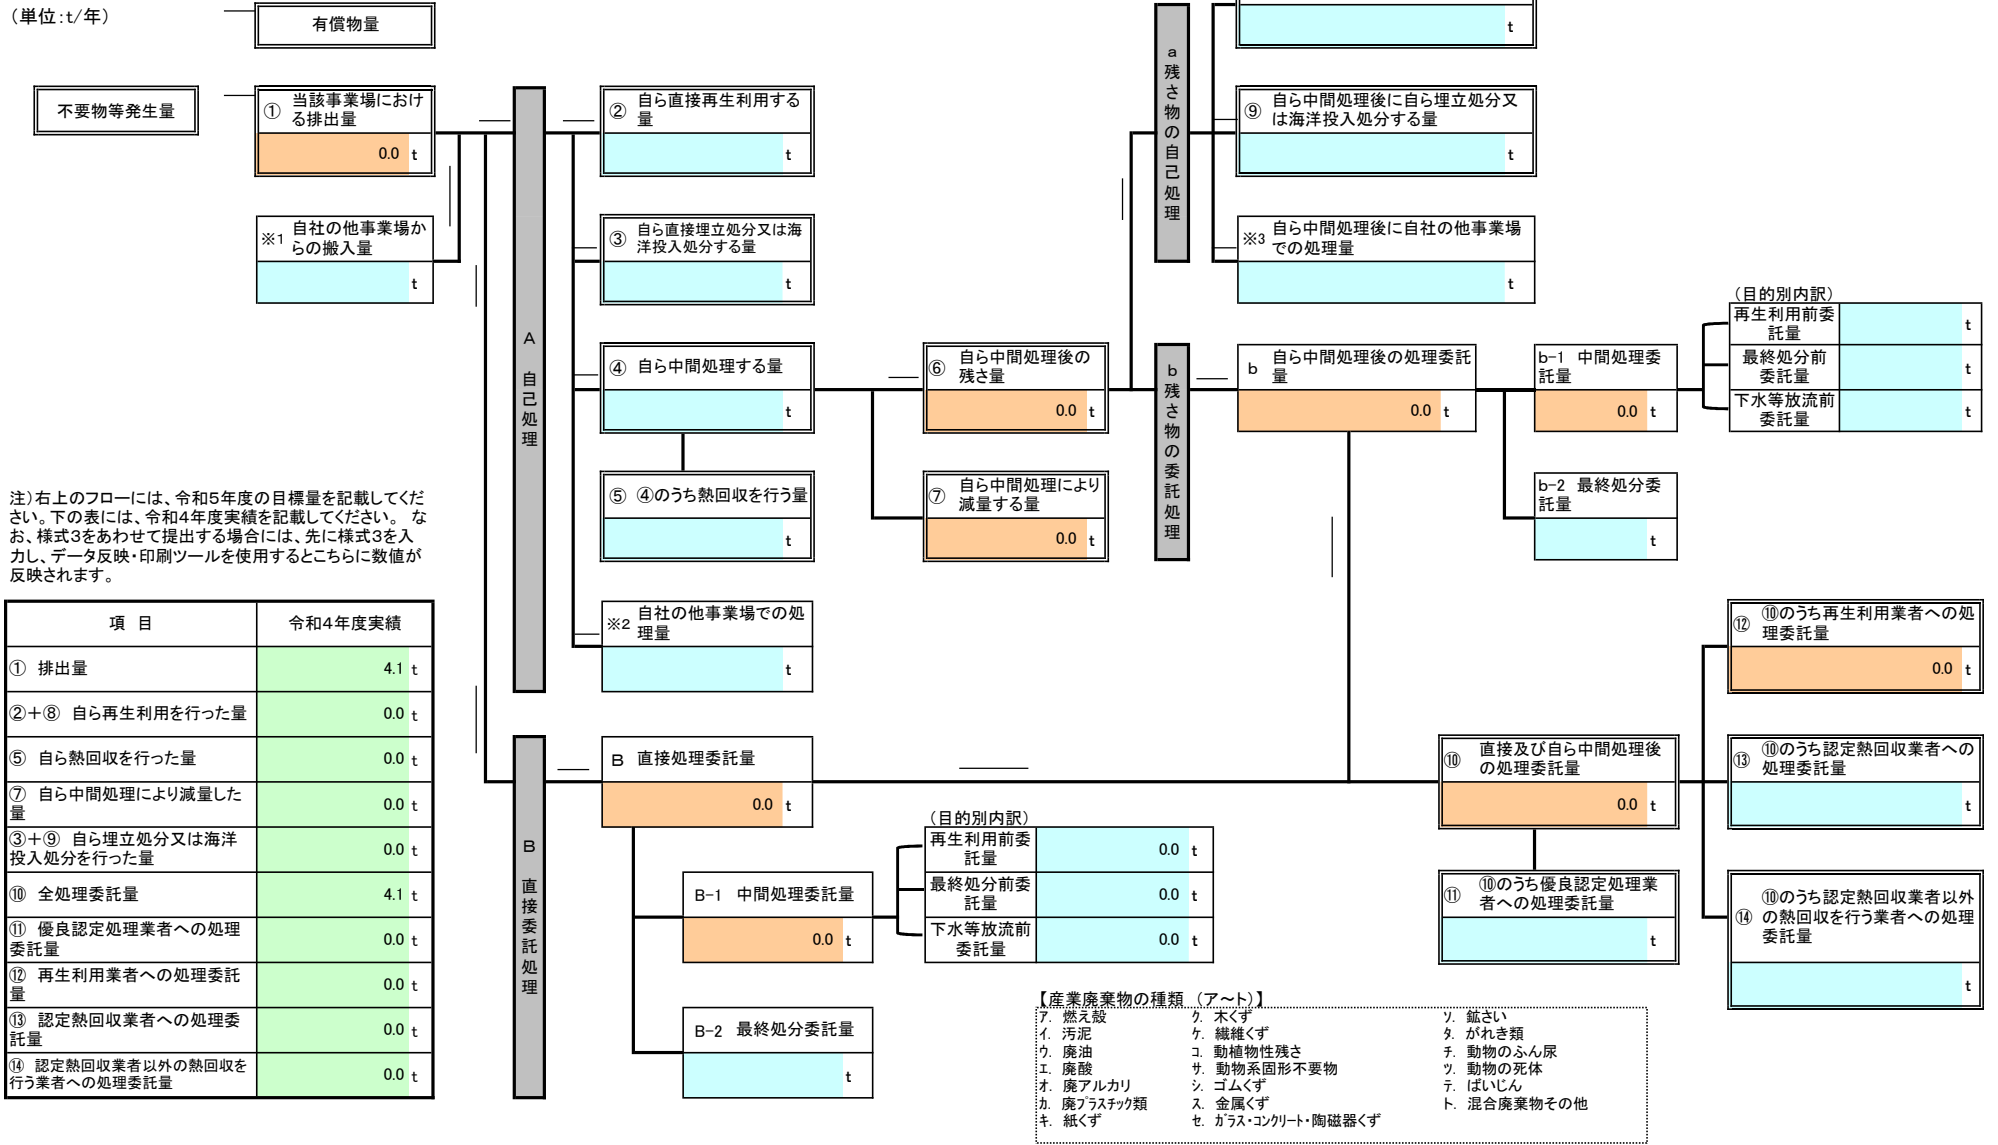 （単位：t/年）
有償物量
t
不要物等発生量
① 当該事業場におけ
る排出量
0.0 t
② 自ら直接再生利用する
量
t
a 残さ物の自己処理
⑨ 自ら中間処理後に自ら埋立処分又
は海洋投入処分する量
t
※1 自社の他事業場か
らの搬入量
t
③ 自ら直接埋立処分又は海
洋投入処分する量
t
※3 自ら中間処理後に自社の他事業場
での処理量
t
A 自己処理
④ 自ら中間処理する量
t
⑥ 自ら中間処理後の
残さ量
0.0 t
b 残さ物の委託処理
b 自ら中間処理後の処理委託
量
0.0 t
b-1 中間処理委
託量
0.0 t
（目的別内訳）
再生利用前委
託量
t
最終処分前
委託量
t
下水等放流前
委託量
t
⑤ ④のうち熱回収を行う量
t
⑦ 自ら中間処理により
減量する量
0.0 t
b-2 最終処分委
託量
t
注）右上のフローには、令和５年度の目標量を記載してくだ
さい。下の表には、令和４年度実績を記載してください。 な
お、様式３をあわせて提出する場合には、先に様式３を入
力し、データ反映・印刷ツールを使用するとこちらに数値が
反映されます。
※2 自社の他事業場での処
理量
t
項 目 令和４年度実績
① 排出量 4.1 t
②＋⑧ 自ら再生利用を行った量 0.0 t
⑤ 自ら熱回収を行った量 0.0 t
⑦ 自ら中間処理により減量した
量 0.0 t
③＋⑨ 自ら埋立処分又は海洋
投入処分を行った量 0.0 t
⑩ 全処理委託量 4.1 t
⑪ 優良認定処理業者への処理
委託量 0.0 t
⑫ 再生利用業者への処理委託
量 0.0 t
⑬ 認定熱回収業者への処理委
託量 0.0 t
⑭ 認定熱回収業者以外の熱回収を
行う業者への処理委託量 0.0 t
B 直接委託処理
B 直接処理委託量
0.0 t
B-1 中間処理委託量
0.0 t
（目的別内訳）
再生利用前委
託量
0.0 t
最終処分前委
託量
0.0 t
下水等放流前
委託量
0.0 t
B-2 最終処分委託量
t
⑩ 直接及び自ら中間処理後
の処理委託量
0.0 t
⑪ ⑩のうち優良認定処理業
者への処理委託量
t
⑫ ⑩のうち再生利用業者への処
理委託量
0.0 t
⑬ ⑩のうち認定熱回収業者への
処理委託量
t
⑭ ⑩のうち認定熱回収業者以外
の熱回収を行う業者への処理
委託量
t
【産業廃棄物の種類 （ア～ト）】
ｱ. 燃え殻
ｲ. 汚泥
ｳ. 廃油
ｴ. 廃酸
ｵ. 廃アルカリ
ｶ. 廃ﾌﾟﾗｽﾁｯｸ類
ｷ. 紙くず
ｸ. 木くず
ｹ. 繊維くず
ｺ. 動植物性残さ
ｻ. 動物系固形不要物
ｼ. ゴムくず
ｽ. 金属くず
ｾ. ｶﾞﾗｽ･ｺﾝｸﾘｰﾄ･陶磁器くず
ｿ. 鉱さい
ﾀ. がれき類
ﾁ. 動物のふん尿
ﾂ. 動物の死体
ﾃ. ばいじん
ﾄ. 混合廃棄物その他